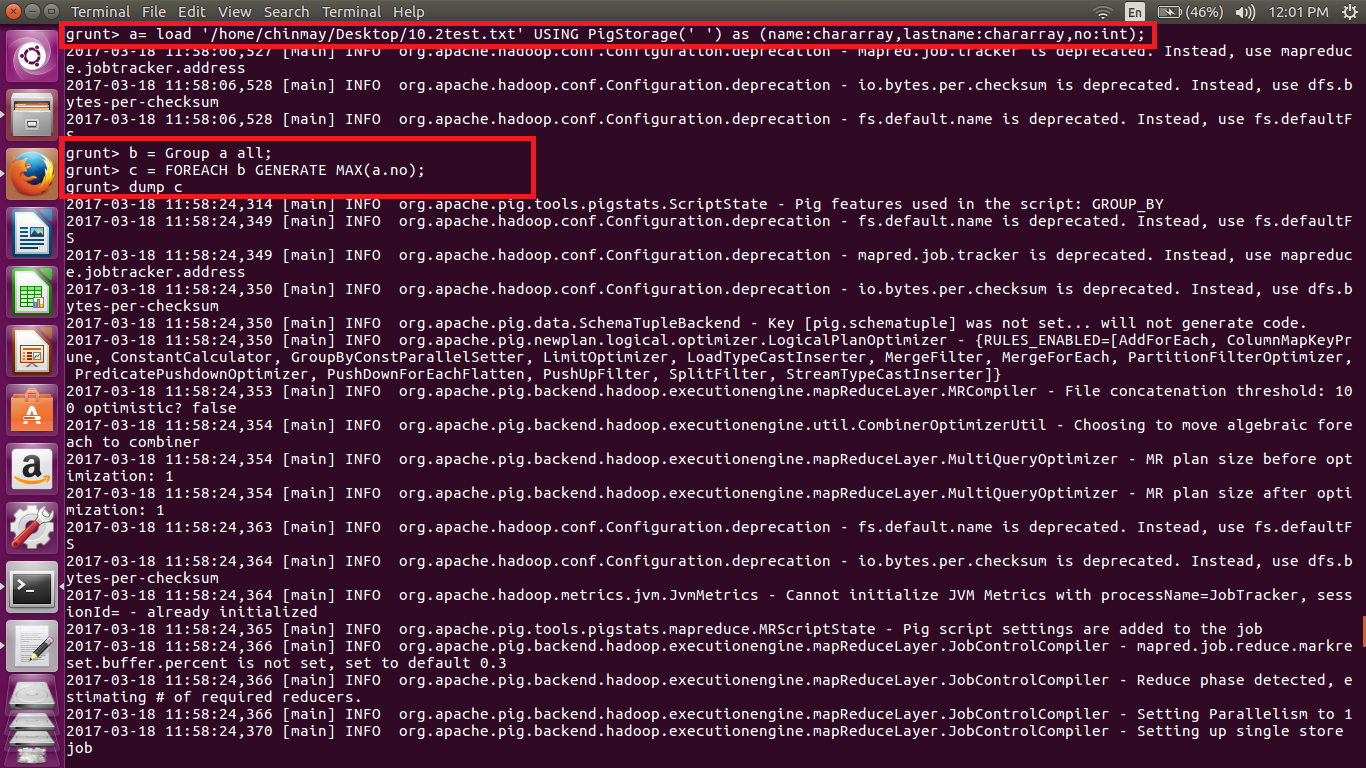 Terminal File Edit View Search Terminal Help En (46%) 12:01 PM
grunt> a= load '/home/chinmay/Desktop/10.2test.txt' USING PigStorage(' ') as (name:chararray,lastname:chararray,no:int);
2017-03-18 11:58:06,527 [main] INFO  org.apache.hadoop.conf.Configuration.deprecation - mapred.job.tracker is deprecated. Instead, use mapreduc
e.jobtracker.address
2017-03-18 11:58:06,528 [main] INFO  org.apache.hadoop.conf.Configuration.deprecation - io.bytes.per.checksum is deprecated. Instead, use dfs.b
ytes-per-checksum
2017-03-18 11:58:06,528 [main] INFO  org.apache.hadoop.conf.Configuration.deprecation - fs.default.name is deprecated. Instead, use fs.defaultF
S
grunt> b = Group a all;
grunt> c = FOREACH b GENERATE MAX(a.no);
grunt> dump c
2017-03-18 11:58:24,314 [main] INFO  org.apache.pig.tools.pigstats.ScriptState - Pig features used in the script: GROUP_BY
2017-03-18 11:58:24,349 [main] INFO  org.apache.hadoop.conf.Configuration.deprecation - fs.default.name is deprecated. Instead, use fs.defaultF
S
2017-03-18 11:58:24,349 [main] INFO  org.apache.hadoop.conf.Configuration.deprecation - mapred.job.tracker is deprecated. Instead, use mapreduc
e.jobtracker.address
2017-03-18 11:58:24,350 [main] INFO  org.apache.hadoop.conf.Configuration.deprecation - io.bytes.per.checksum is deprecated. Instead, use dfs.b
ytes-per-checksum
2017-03-18 11:58:24,350 [main] INFO  org.apache.pig.data.SchemaTupleBackend - Key [pig.schematuple] was not set... will not generate code.
2017-03-18 11:58:24,350 [main] INFO  org.apache.pig.newplan.logical.optimizer.LogicalPlanOptimizer - {RULES_ENABLED=[AddForEach, ColumnMapKeyPr
une, ConstantCalculator, GroupByConstParallelSetter, LimitOptimizer, LoadTypeCastInserter, MergeFilter, MergeForEach, PartitionFilterOptimizer,
 PredicatePushdownOptimizer, PushDownForEachFlatten, PushUpFilter, SplitFilter, StreamTypeCastInserter]}
2017-03-18 11:58:24,353 [main] INFO  org.apache.pig.backend.hadoop.executionengine.mapReduceLayer.MRCompiler - File concatenation threshold: 10
0 optimistic? false
2017-03-18 11:58:24,354 [main] INFO  org.apache.pig.backend.hadoop.executionengine.util.CombinerOptimizerUtil - Choosing to move algebraic fore
ach to combiner
2017-03-18 11:58:24,354 [main] INFO  org.apache.pig.backend.hadoop.executionengine.mapReduceLayer.MultiQueryOptimizer - MR plan size before opt
imization: 1
2017-03-18 11:58:24,354 [main] INFO  org.apache.pig.backend.hadoop.executionengine.mapReduceLayer.MultiQueryOptimizer - MR plan size after opti
mization: 1
2017-03-18 11:58:24,363 [main] INFO  org.apache.hadoop.conf.Configuration.deprecation - fs.default.name is deprecated. Instead, use fs.defaultF
S
2017-03-18 11:58:24,364 [main] INFO  org.apache.hadoop.conf.Configuration.deprecation - io.bytes.per.checksum is deprecated. Instead, use dfs.b
ytes-per-checksum
2017-03-18 11:58:24,364 [main] INFO  org.apache.hadoop.metrics.jvm.JvmMetrics - Cannot initialize JVM Metrics with processName=JobTracker, sess
ionId= - already initialized
2017-03-18 11:58:24,365 [main] INFO  org.apache.pig.tools.pigstats.mapreduce.MRScriptState - Pig script settings are added to the job
2017-03-18 11:58:24,366 [main] INFO  org.apache.pig.backend.hadoop.executionengine.mapReduceLayer.JobControlCompiler - mapred.job.reduce.markre
set.buffer.percent is not set, set to default 0.3
2017-03-18 11:58:24,366 [main] INFO  org.apache.pig.backend.hadoop.executionengine.mapReduceLayer.JobControlCompiler - Reduce phase detected, e
stimating # of required reducers.
2017-03-18 11:58:24,366 [main] INFO  org.apache.pig.backend.hadoop.executionengine.mapReduceLayer.JobControlCompiler - Setting Parallelism to 1
2017-03-18 11:58:24,370 [main] INFO  org.apache.pig.backend.hadoop.executionengine.mapReduceLayer.JobControlCompiler - Setting up single store
job